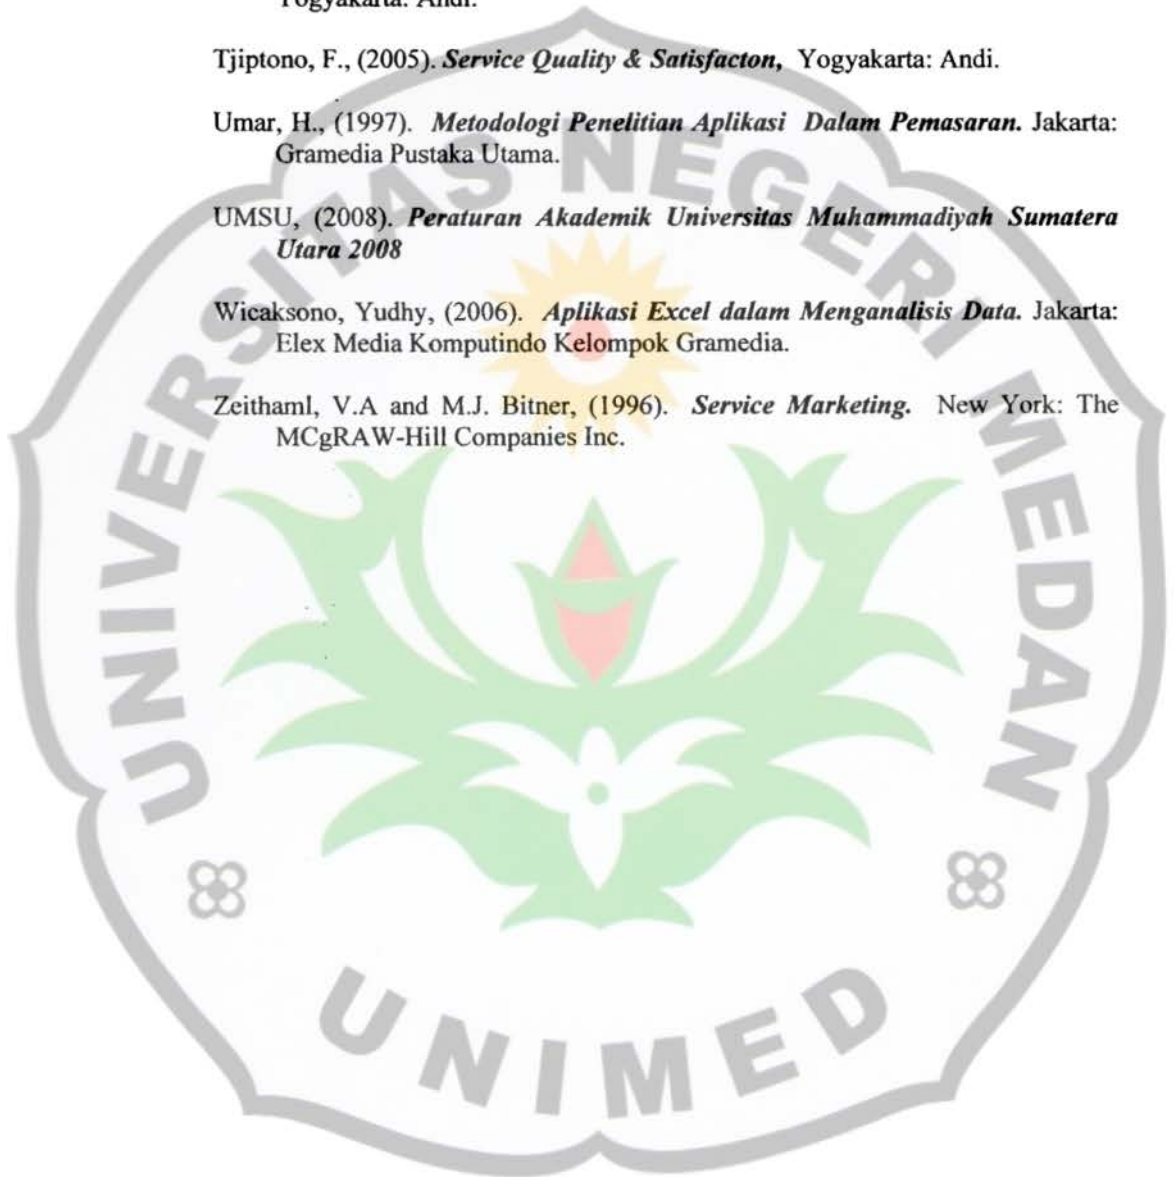 Yogyakarta: Andi.
Tjiptono, F., (2005). Service Quality & Satisfacton, Yogyakarta: Andi.
Umar, H., (1997). Metodologi Penelitian Aplikasi Dalam Pemasaran. Jakarta:
Gramedia Pustaka Utama.
UMSU, (2008). Peraturan Akademik Universitas Muhammadiyah Sumatera
Utara 2008
Wicaksono, Yudhy, (2006). Aplikasi Excel dalam Menganalisis Data. Jakarta:
Elex Media Komputindo Kelompok Gramedia.
Zeithaml, V.A and M.J. Bitner, (1996). Service Marketing. New York: The
MCgRAW-Hill Companies Inc.
UNIVERSITAS NEGERI MEDAN
UNIMED